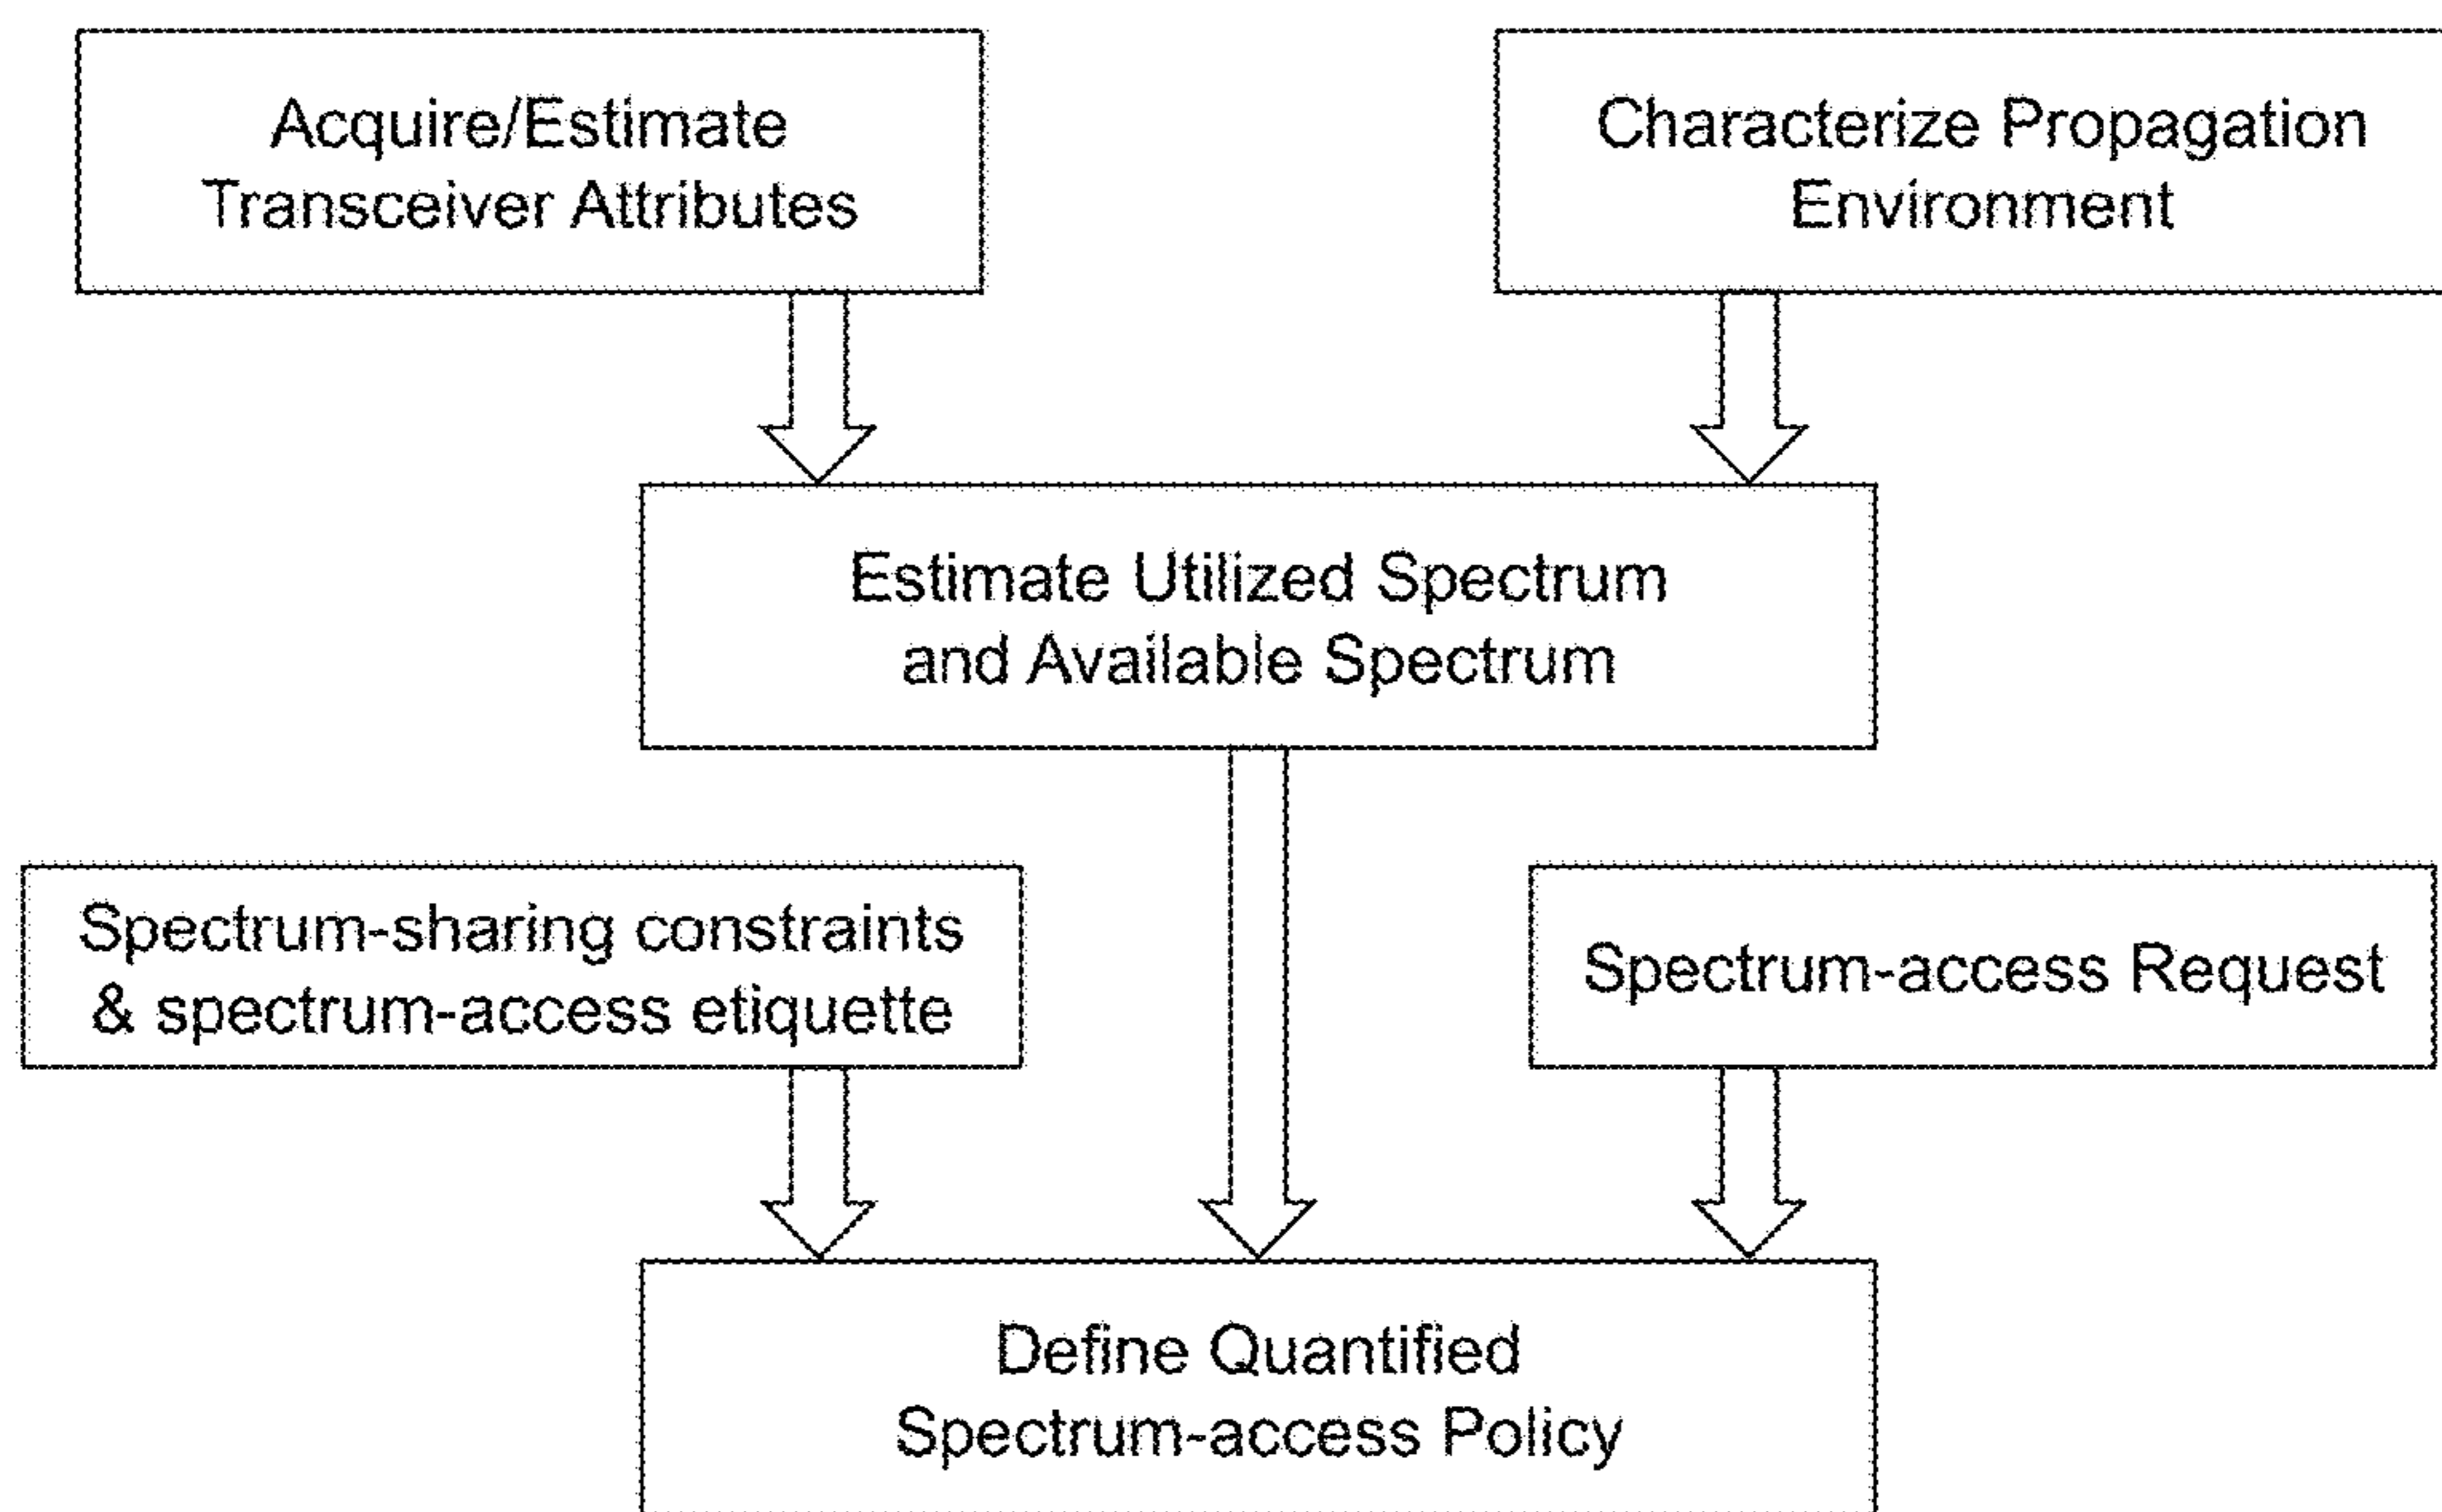 Acquire/Estimate
Transceiver Attributes
Characterize Propagation
Environment
Estimate Utilized Spectrum
and Available Spectrum
Spectrum-sharing constraints
& spectrum-access etiquette
Spectrum-access Request
Define Quantified
Spectrum-access Policy